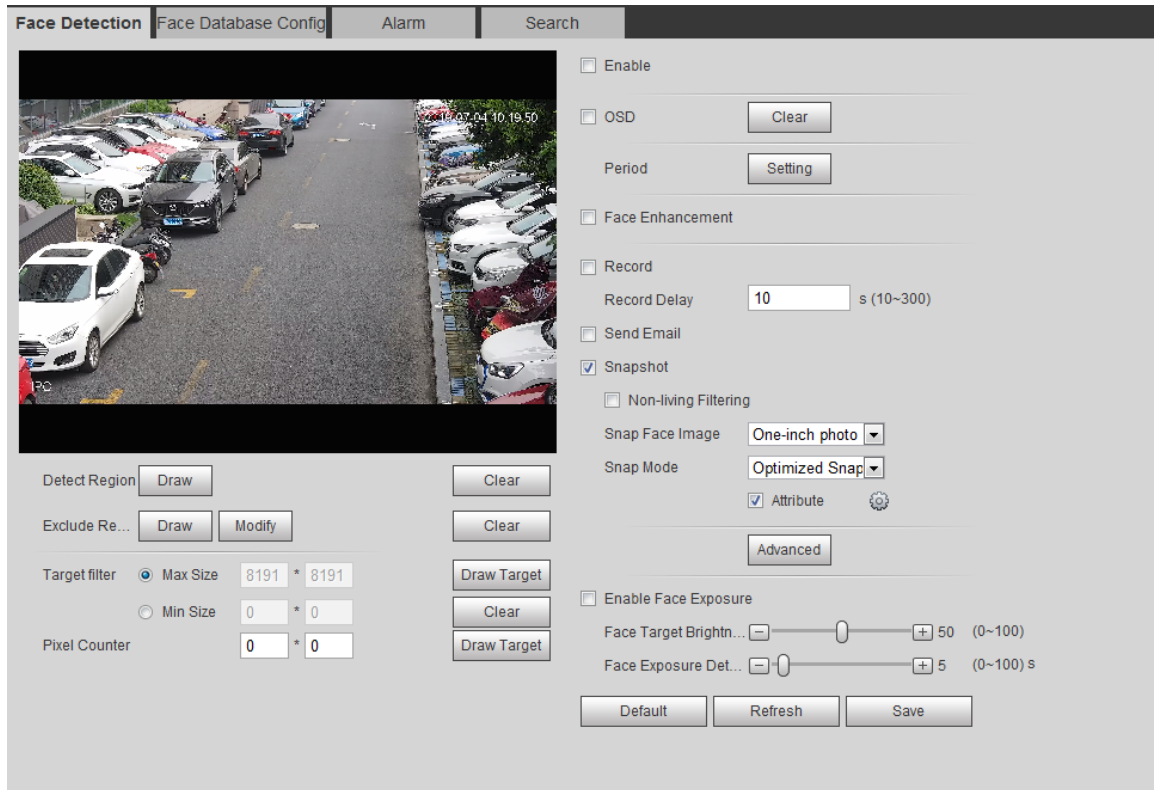 Face Detection
Face Database Config
Alarm
Search
10:19:50
IPC
Detect Region
Draw
Clear
Exclude Re...
Draw
Modify
Clear
Target filter
Max Size
8191 * 8191
Draw Target
Min Size
0 * 0
Clear
Pixel Counter
0 * 0
Draw Target
Enable
OSD
Clear
Period
Setting
Face Enhancement
Record
Record Delay
10
s (10~300)
Send Email
Snapshot
Non-living Filtering
Snap Face Image
One-inch photo
Snap Mode
Optimized Snap
Attribute
Advanced
Enable Face Exposure
Face Target Brightn...
50
(0~100)
Face Exposure Det...
5
(0~100) s
Default
Refresh
Save